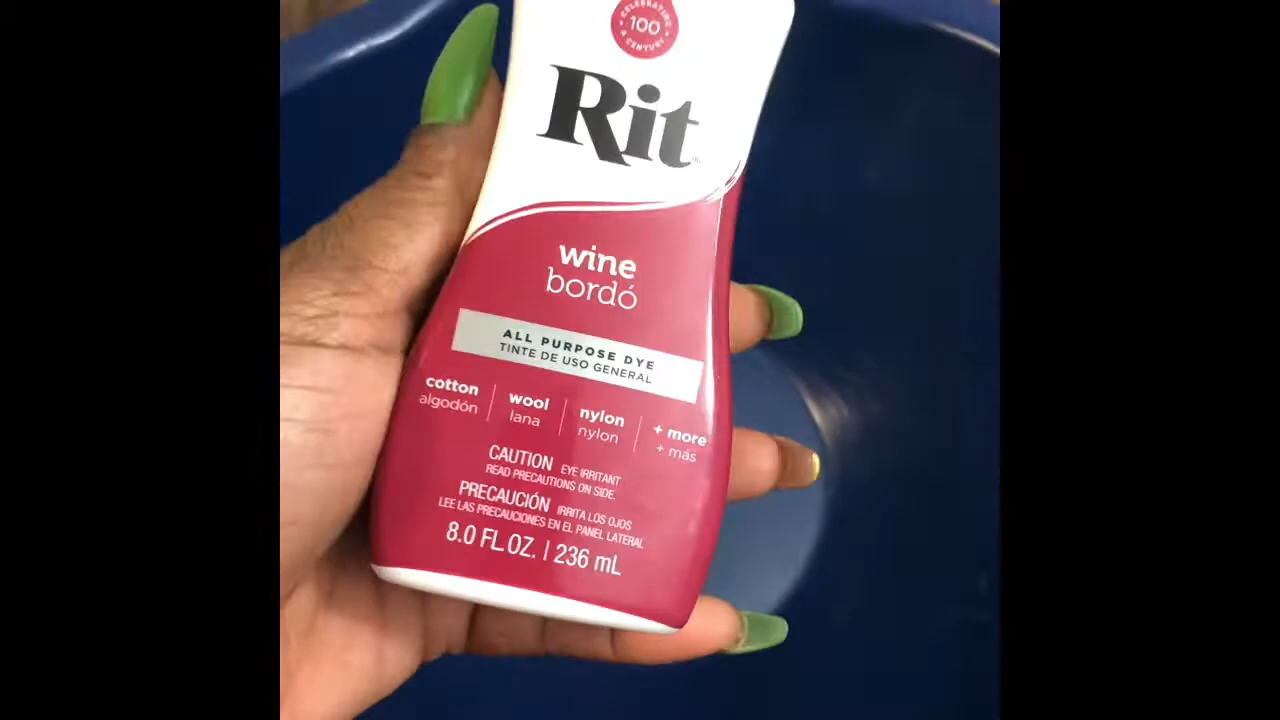 CELEBRATING
100
A CENTURY
Rit
wine
bordó
ALL PURPOSE DYE
TINTE DE USO GENERAL
cotton
algodón
wool
lana
nylon
nylon
+ more
+ más
CAUTION EYE IRRITANT
READ PRECAUTIONS ON SIDE.
PRECAUCIÓN IRRITA LOS OJOS
LEE LAS PRECAUCIONES EN EL PANEL LATERAL
8.0 FL OZ. | 236 mL